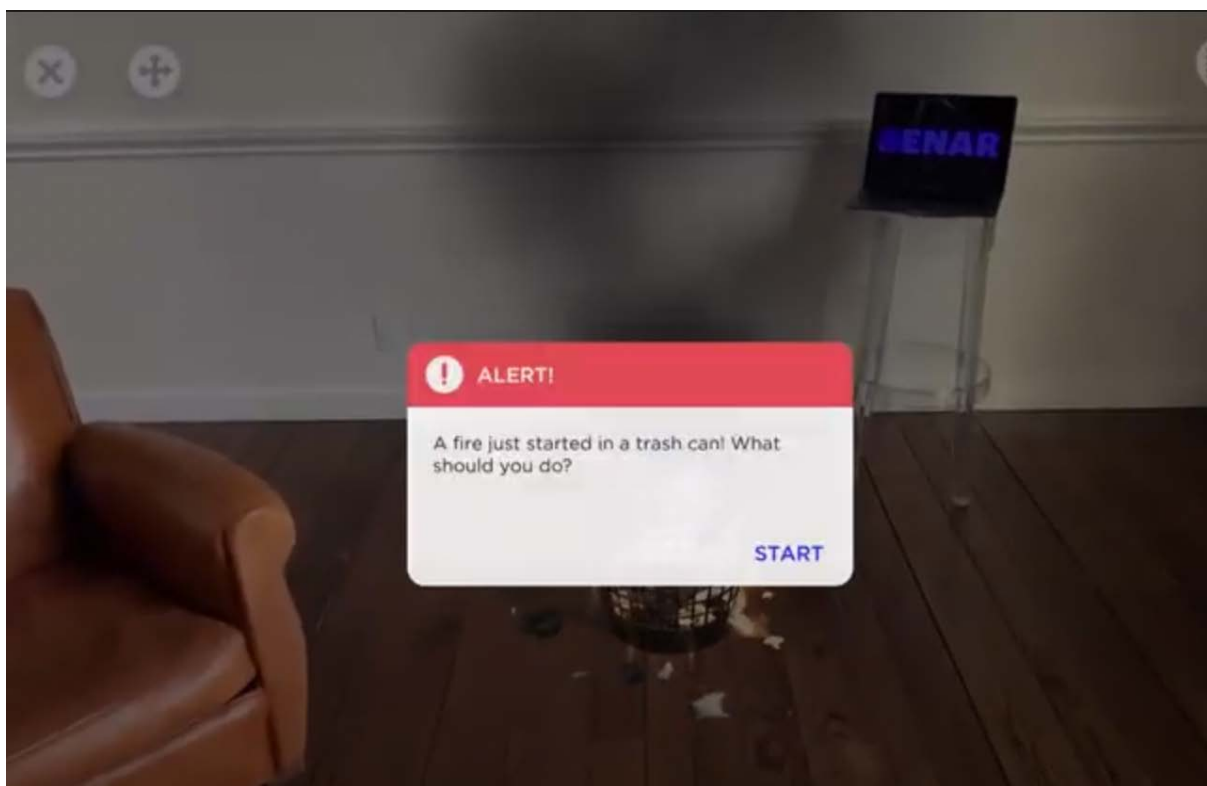 ENAR
ALERT!
A fire just started in a trash can! What
should you do?
START